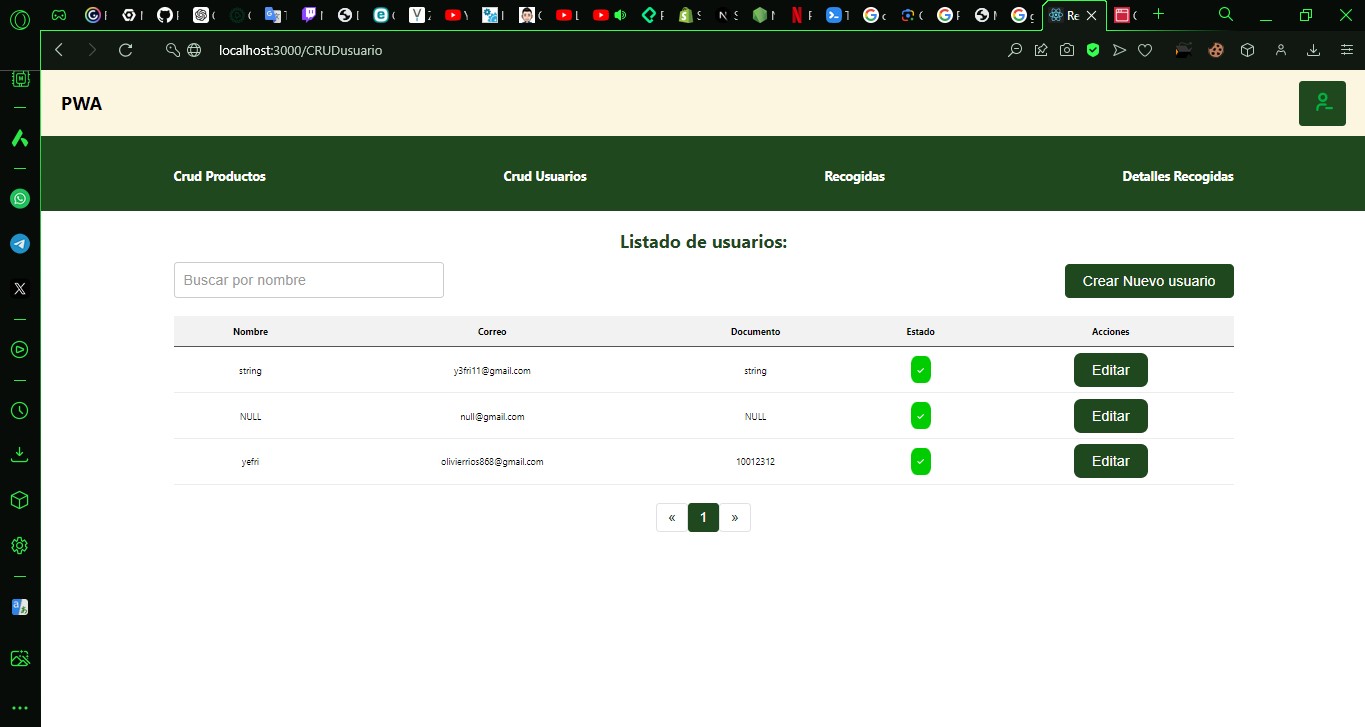 localhost:3000/CRUDusuario
PWA
Crud Productos Crud Usuarios Recogidas Detalles Recogidas
Listado de usuarios:
Buscar por nombre Crear Nuevo usuario
Nombre Correo Documento Estado Acciones
string y3fri11@gmail.com string Editar
NULL null@gmail.com NULL Editar
yefri olivierrios868@gmail.com 10012312 Editar
« 1 »